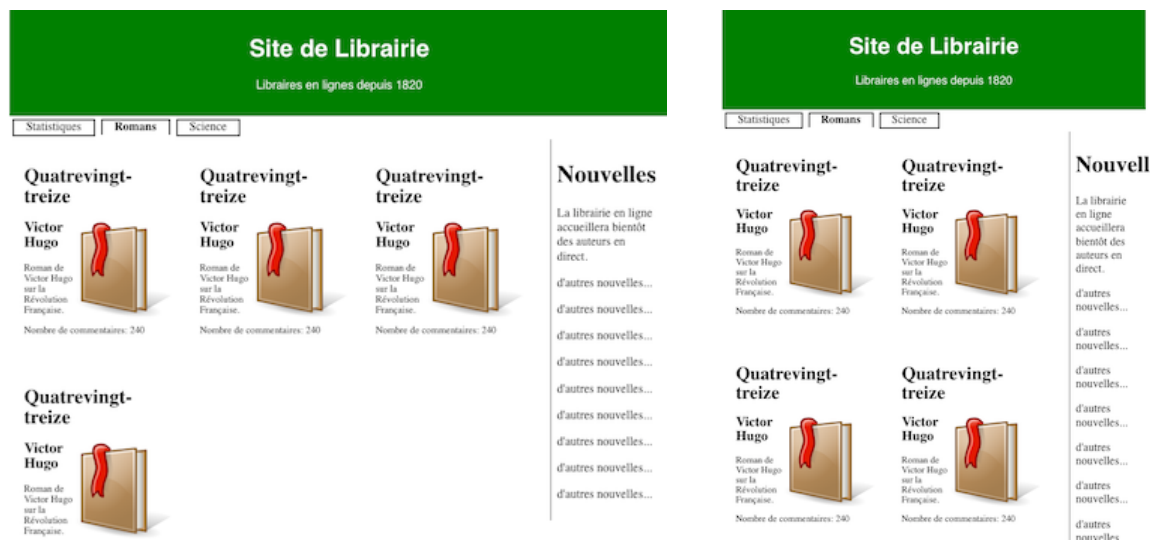 Site de Librairie
Libraires en lignes depuis 1820
Statistiques
Romans
Science
Quatrevingt-
treize
Victor
Hugo
Roman de
Victor Hugo
sur la
Révolution
Française.
Nombre de commentaires: 240
Quatrevingt-
treize
Victor
Hugo
Roman de
Victor Hugo
sur la
Révolution
Française.
Nombre de commentaires: 240
Quatrevingt-
treize
Victor
Hugo
Roman de
Victor Hugo
sur la
Révolution
Française.
Nombre de commentaires: 240
Quatrevingt-
treize
Victor
Hugo
Roman de
Victor Hugo
sur la
Révolution
Française.
Nouvelles
La librairie en ligne
accueillera bientôt
des auteurs en
direct.
d'autres nouvelles...
d'autres nouvelles...
d'autres nouvelles...
d'autres nouvelles...
d'autres nouvelles...
d'autres nouvelles...
d'autres nouvelles...
d'autres nouvelles...
d'autres nouvelles...
Site de Librairie
Libraires en lignes depuis 1820
Statistiques
Romans
Science
Quatrevingt-
treize
Victor
Hugo
Roman de
Victor Hugo
sur la
Révolution
Française.
Nombre de commentaires: 240
Quatrevingt-
treize
Victor
Hugo
Roman de
Victor Hugo
sur la
Révolution
Française.
Nombre de commentaires: 240
Quatrevingt-
treize
Victor
Hugo
Roman de
Victor Hugo
sur la
Révolution
Française.
Nombre de commentaires: 240
Quatrevingt-
treize
Victor
Hugo
Roman de
Victor Hugo
sur la
Révolution
Française.
Nombre de commentaires: 240
Nouvell
La librairie
en ligne
accueillera
bientôt des
auteurs en
direct.
d'autres
nouvelles...
d'autres
nouvelles...
d'autres
nouvelles...
d'autres
nouvelles...
d'autres
nouvelles...
d'autres
nouvelles...
d'autres
nouvelles...